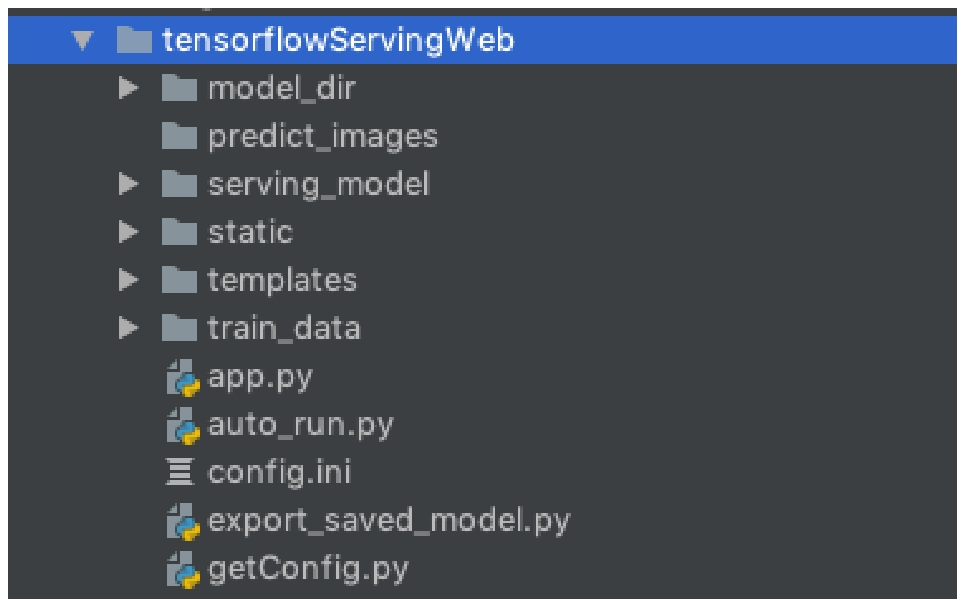 tensorflowServingWeb
model_dir
predict_images
serving_model
static
templates
train_data
app.py
auto_run.py
config.ini
export_saved_model.py
getConfig.py